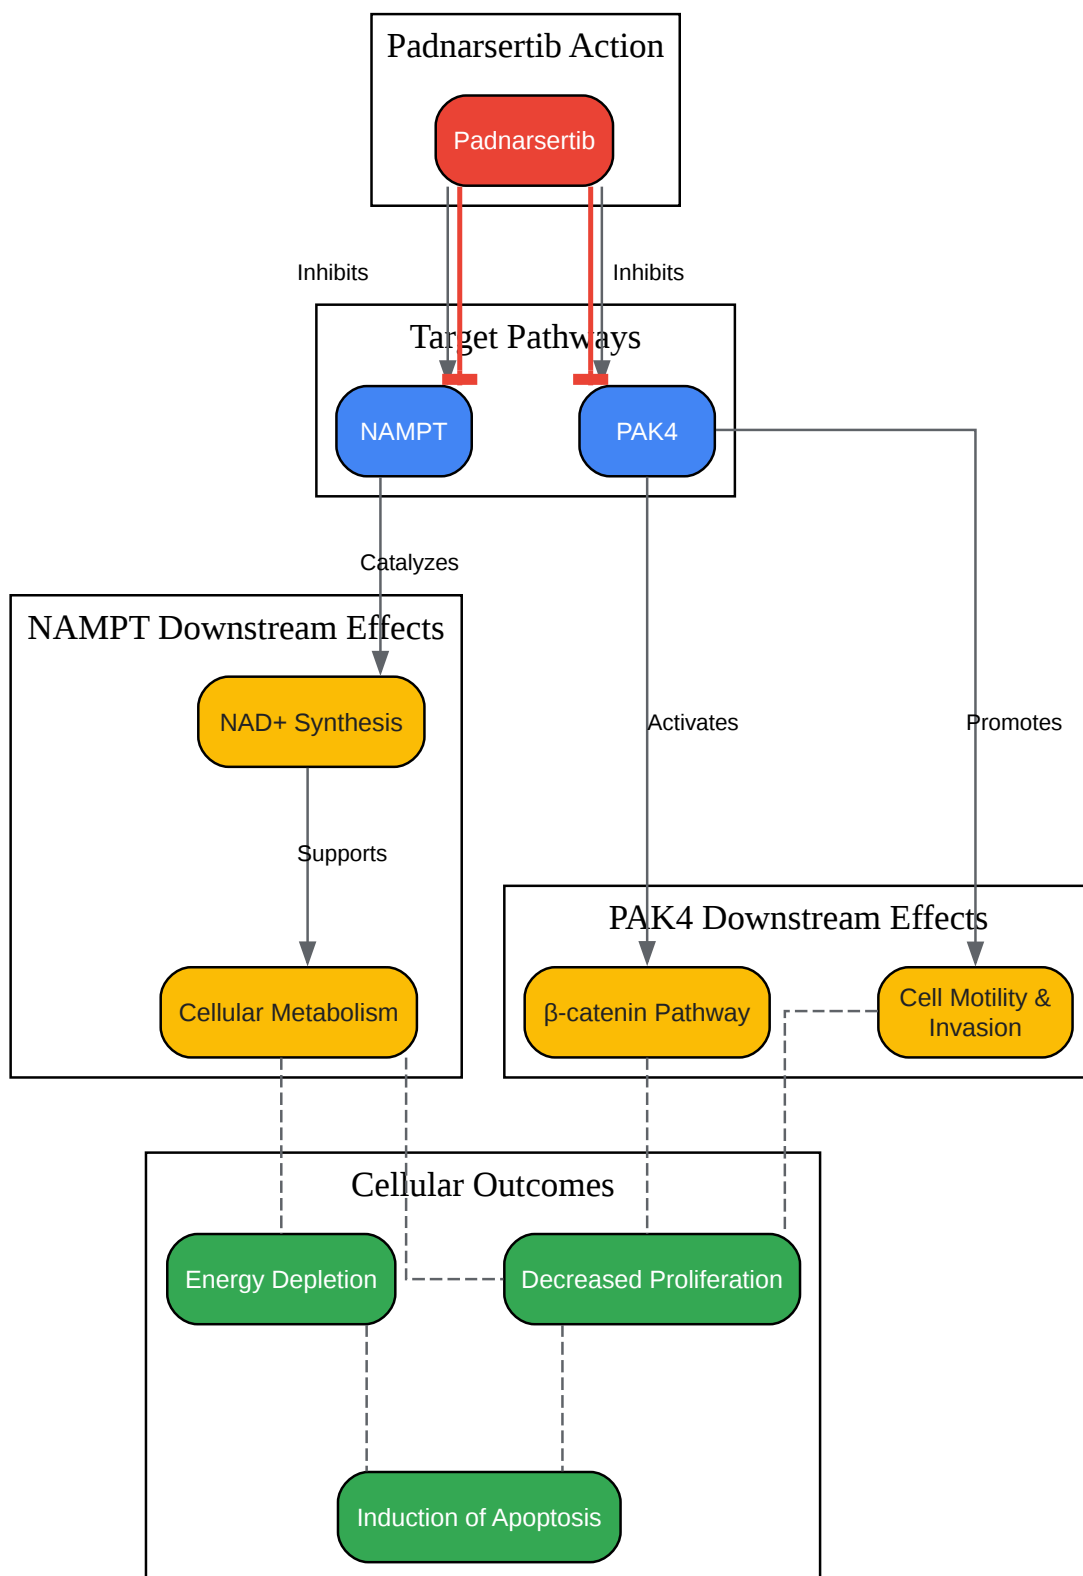 Padnarsertib Action
Padnarsertib
Inhibits
Inhibits
Target Pathways
NAMPT
PAK4
Catalyzes
NAMPT Downstream Effects
NAD+ Synthesis
Activates
Promotes
Supports
PAK4 Downstream Effects
Cellular Metabolism
β-catenin Pathway
Cell Motility &
Invasion
Cellular Outcomes
Energy Depletion
Decreased Proliferation
Induction of Apoptosis